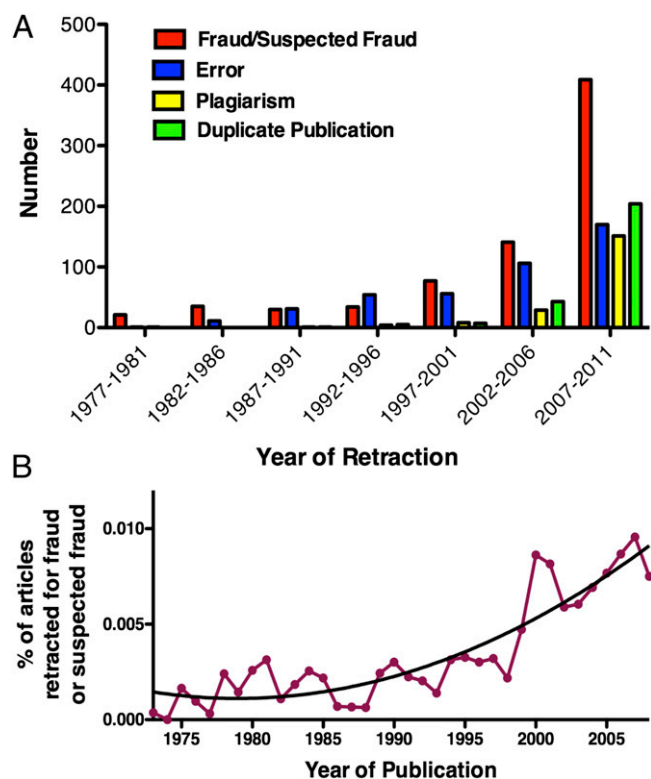 A
500
400
300
200
100
0
Number
Fraud/Suspected Fraud
Error
Plagiarism
Duplicate Publication
1977-1981
1982-1986
1987-1991
1992-1996
1997-2001
2002-2006
2007-2011
Year of Retraction
B
% of articles
retracted for fraud
or suspected fraud
0.010
0.005
0.000
1975
1980
1985
1990
1995
2000
2005
Year of Publication